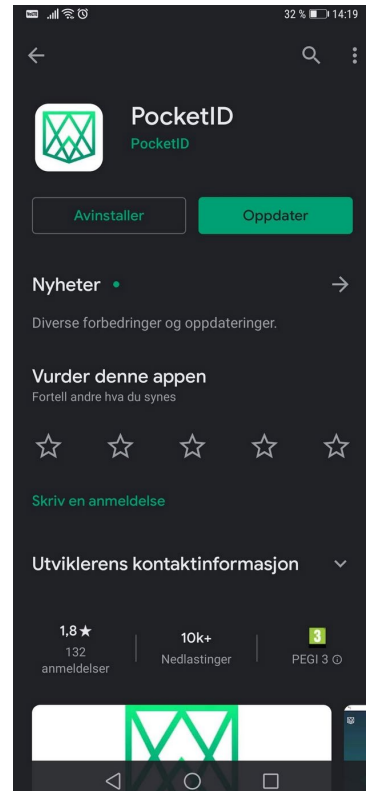 32 % 14:19
PocketID
PocketID
Avinstaller
Oppdater
Nyheter
Diverse forbedringer og oppdateringer.
Vurder denne appen
Fortell andre hva du synes
Skriv en anmeldelse
Utviklerens kontaktinformasjon
1,8★
132
anmeldelser
10k+
Nedlastinger
3
PEGI 3